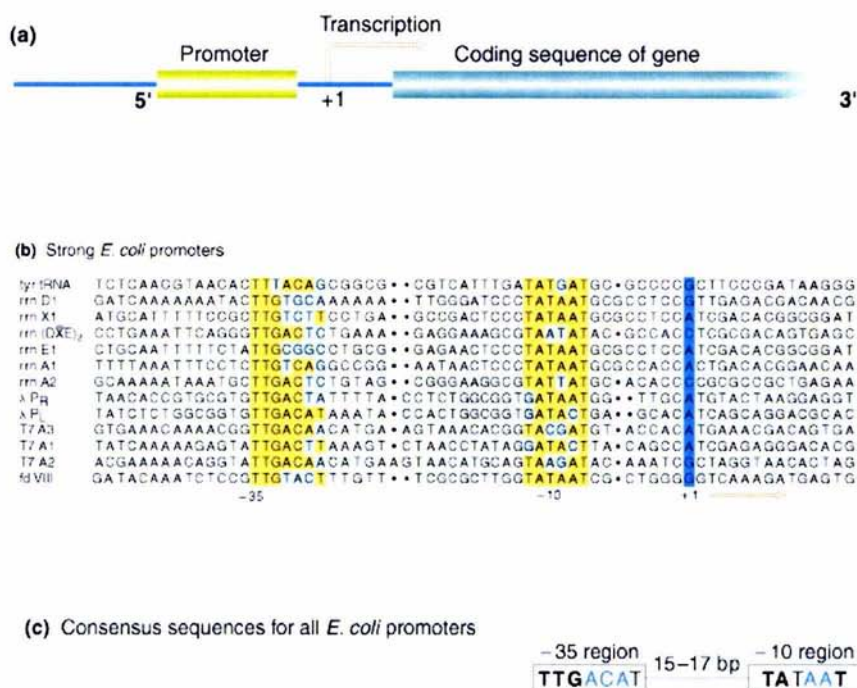 (a)
Transcription
Promoter
Coding sequence of gene
5'
+1
3'
(b) Strong E. coli promoters
tyr tRNA TCTCAACGTAACACTTTACAGCGGCG••CGTCATTTGATATGATGC•GCCCCGCTTCCCGATAAGGG
rrn D1 GATCAAAAAAATACTTGTGCAAAAAA••TTGGGATCCCTATAATGCGCCTCCGTTGAGACGACAACG
rrn X1 ATGCATTTTTCCGCTTGTCTTCCTGA••GCCGACTCCCTATAATGCGCCTCCATCGACACGGCGGAT
CCTGAAATTCAGGGTTGACTCTGAAA••GAGGAAAGCGTAATATAC•GCCACCTCGCGACAGTGAGC
rrn E1 CTGCAATTTTTCTATTGCGGCCTGCG••GAGAACTCCCTATAATGCGCCTCCATCGACACGGCGGAT
rrn A1 TTTTAAATTTCCTCTTGTCAGGCCGG••AATAACTCCCTATAATGCGCCACCACTGACACGGAACAA
rrn A2 GCAAAAATAAATGCTTGACTCTGTAG••CGGGAAGGCGTATTATGC•ACACCCCGCGCCGCTGAGAA
λ PR TAACACCGTGCGTGTTGACTATTTTA•CCTCTGGCGGTGATAATGG••TTGCATGTACTAAGGAGGT
λ PL TATCTCTGGCGGTGTTGACATAAATA•CCACTGGCGGTGATACTGA••GCACATCAGCAGGACGCAC
T7 A3 GTGAAACAAAACGGTTGACAACATGA•AGTAAACACGGTACGATGT•ACCACATGAAACGACAGTGA
T7 A1 TATCAAAAAGAGTATTGACTTAAAGT•CTAACCTATAGGATACTTA•CAGCCATCGAGAGGGACACG
T7 A2 ACGAAAAACAGGTATTGACAACATGAAGTAACATGCAGTAAGATAC•AAATCGCTAGGTAACACTAG
fd VIII GATACAAATCTCCGTTGTACTTTGTT••TCGCGCTTGGTATAATCG•CTGGGGGTCAAAGATGAGTG
−35
−10
+1
(c) Consensus sequences for all E. coli promoters
−35 region
15–17 bp
−10 region
TTGACAT
TATAAT